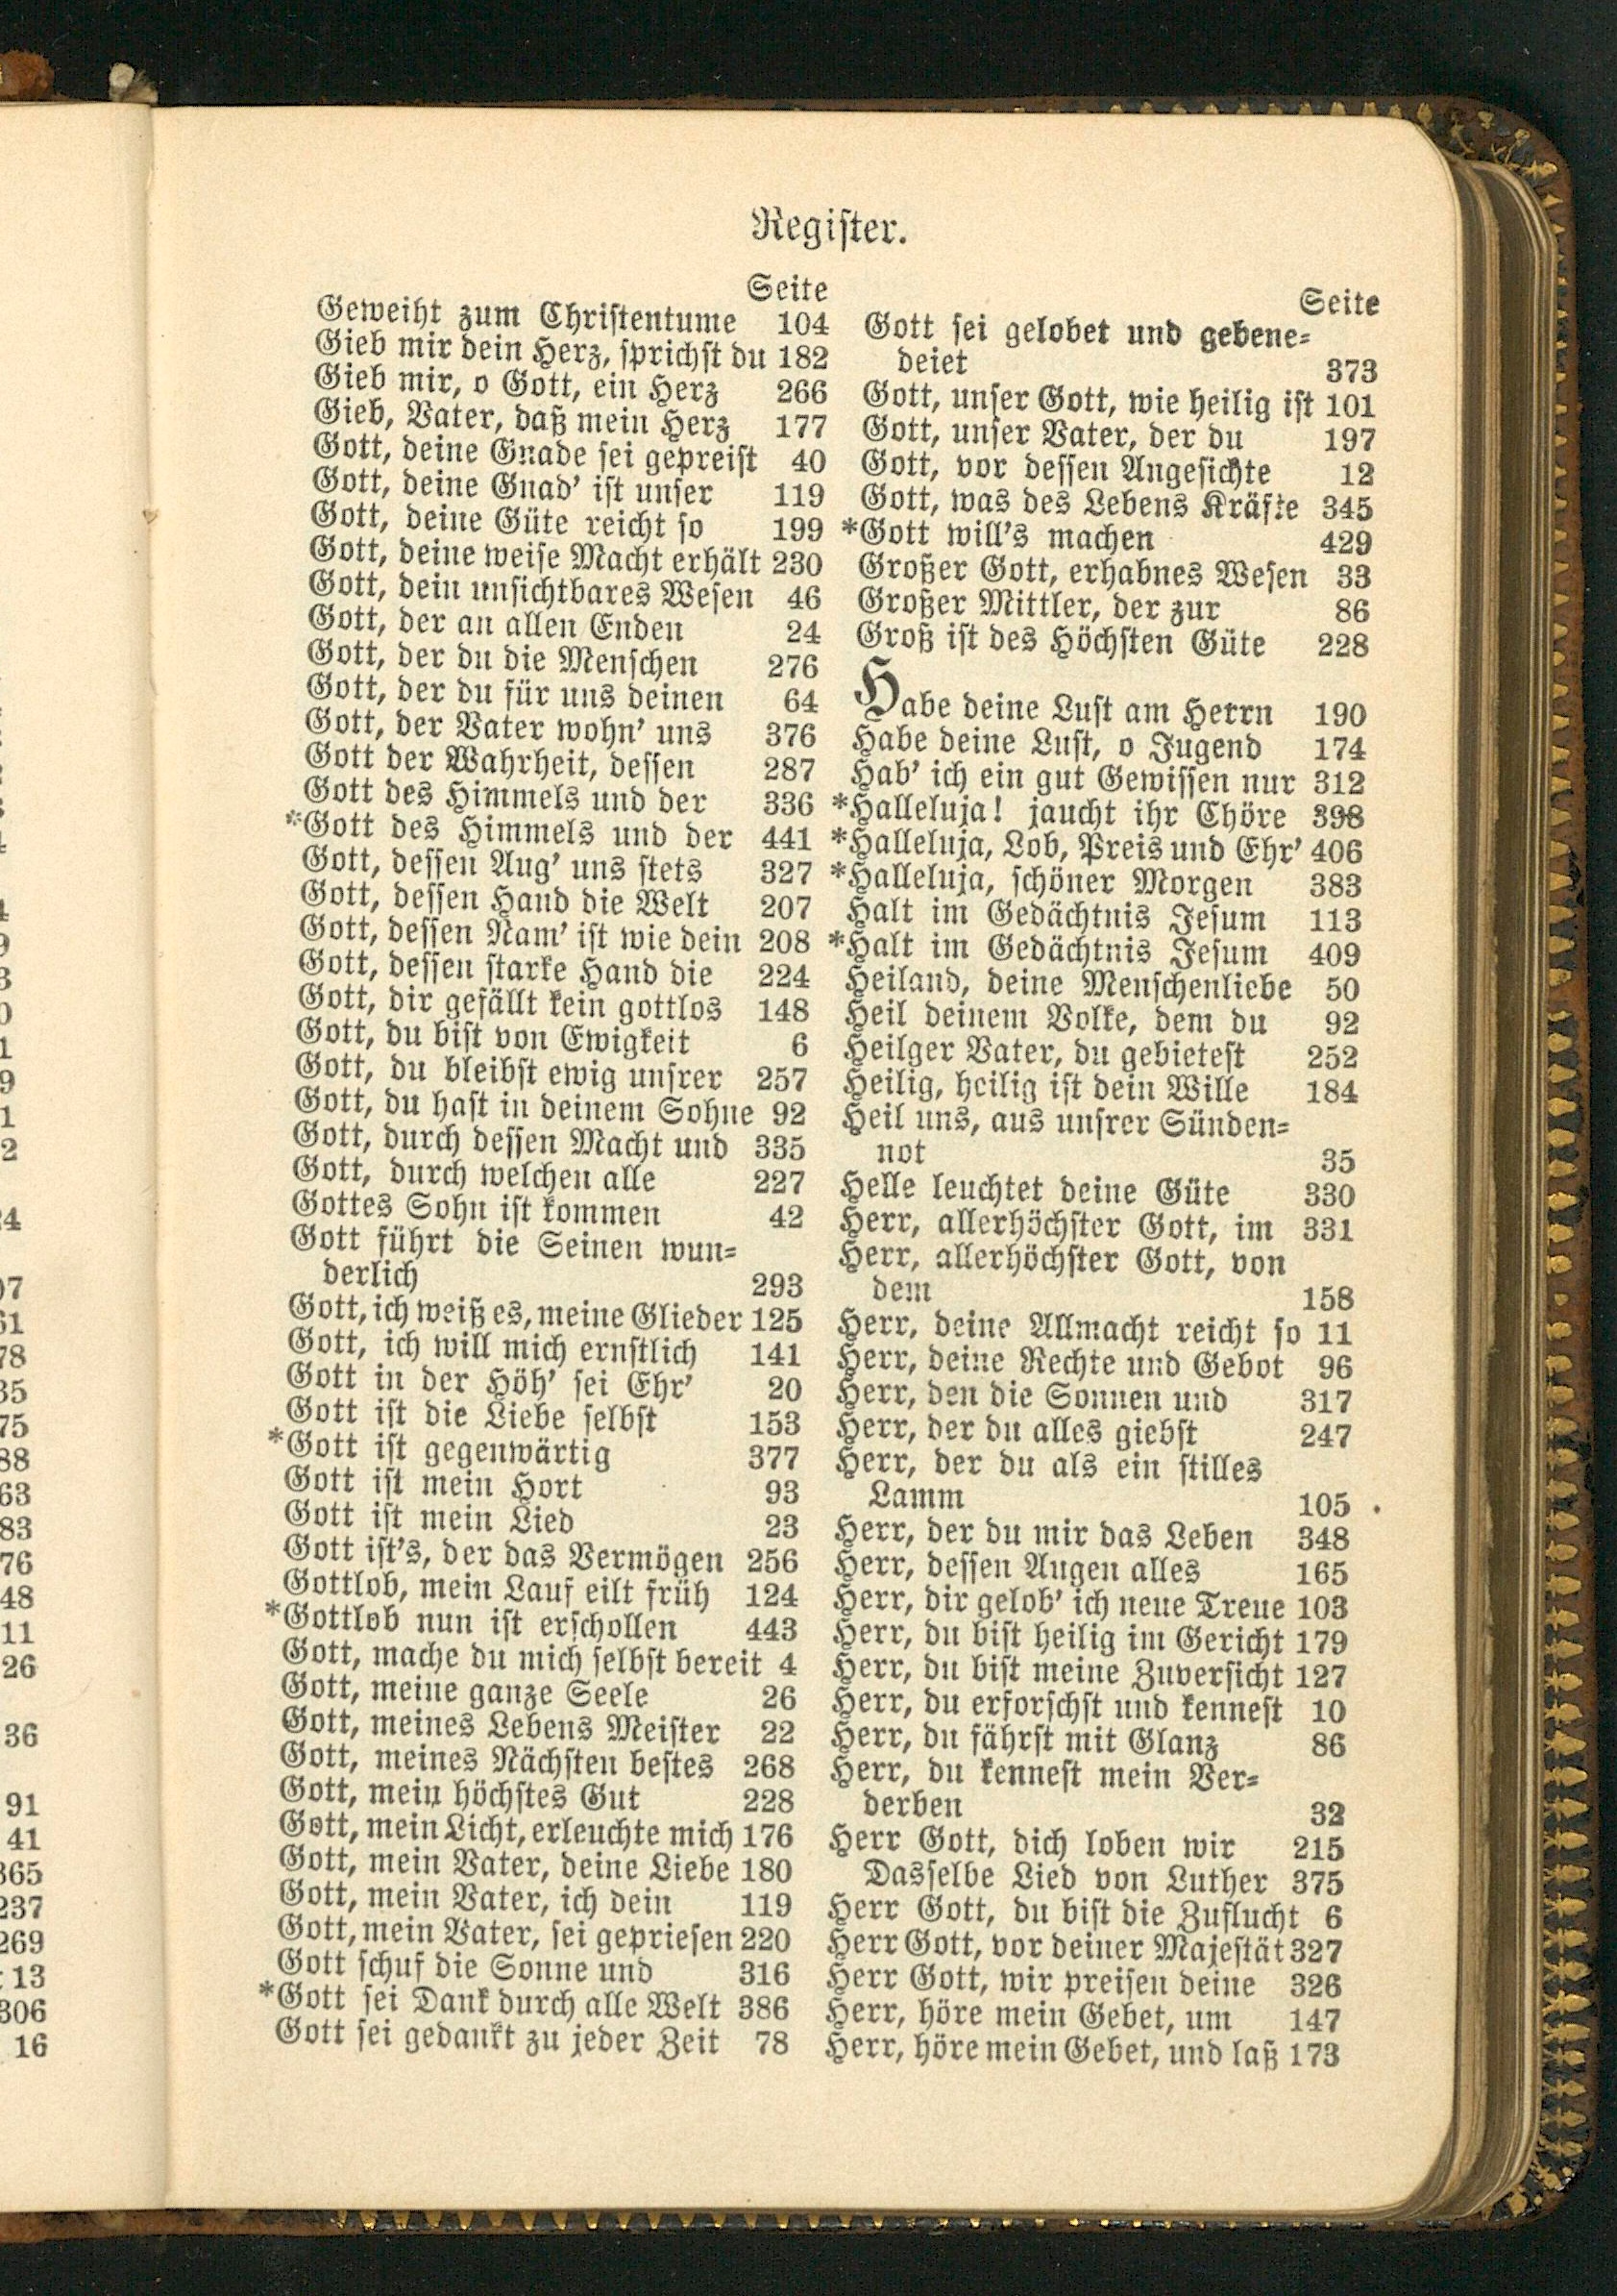 Register.
Seite
Geweiht zum Christentume 104
Gieb mir dein Herz, sprichst du 182
Gieb mir, o Gott, ein Herz 266
Gieb, Vater, daß mein Herz 177
Gott, deine Gnade sei gepreist 40
Gott, deine Gnad' ist unser 119
Gott, deine Güte reicht so 199
Gott, deine weise Macht erhält 230
Gott, dein unsichtbares Wesen 46
Gott, der an allen Enden 24
Gott, der du die Menschen 276
Gott, der du für uns deinen 64
Gott, der Vater wohn' uns 376
Gott der Wahrheit, dessen 287
Gott des Himmels und der 336
*Gott des Himmels und der 441
Gott, dessen Aug' uns stets 327
Gott, dessen Hand die Welt 207
Gott, dessen Nam' ist wie dein 208
Gott, dessen starke Hand die 224
Gott, dir gefällt kein gottlos 148
Gott, du bist von Ewigkeit 6
Gott, du bleibst ewig unsrer 257
Gott, du hast in deinem Sohne 92
Gott, durch dessen Macht und 335
Gott, durch welchen alle 227
Gottes Sohn ist kommen 42
Gott führt die Seinen wun-
derlich 293
Gott, ich weiß es, meine Glieder 125
Gott, ich will mich ernstlich 141
Gott in der Höh' sei Ehr' 20
Gott ist die Liebe selbst 153
*Gott ist gegenwärtig 377
Gott ist mein Hort 93
Gott ist mein Lied 23
Gott ist's, der das Vermögen 256
Gottlob, mein Lauf eilt früh 124
*Gottlob nun ist erschollen 443
Gott, mache du mich selbst bereit 4
Gott, meine ganze Seele 26
Gott, meines Lebens Meister 22
Gott, meines Nächsten bestes 268
Gott, mein höchstes Gut 228
Gott, mein Licht, erleuchte mich 176
Gott, mein Vater, deine Liebe 180
Gott, mein Vater, ich dein 119
Gott, mein Vater, sei gepriesen 220
Gott schuf die Sonne und 316
*Gott sei Dank durch alle Welt 386
Gott sei gedankt zu jeder Zeit 78
Seite
Gott sei gelobet und gebene-
deiet 373
Gott, unser Gott, wie heilig ist 101
Gott, unser Vater, der du 197
Gott, vor dessen Angesichte 12
Gott, was des Lebens Kräfte 345
*Gott will's machen 429
Großer Gott, erhabnes Wesen 33
Großer Mittler, der zur 86
Groß ist des Höchsten Güte 228
Habe deine Lust am Herrn 190
Habe deine Lust, o Jugend 174
Hab' ich ein gut Gewissen nur 312
*Halleluja! jaucht ihr Chöre 398
*Halleluja, Lob, Preis und Ehr' 406
*Halleluja, schöner Morgen 383
Halt im Gedächtnis Jesum 113
*Halt im Gedächtnis Jesum 409
Heiland, deine Menschenliebe 50
Heil deinem Volke, dem du 92
Heilger Vater, du gebietest 252
Heilig, heilig ist dein Wille 184
Heil uns, aus unsrer Sünden-
not 35
Helle leuchtet deine Güte 330
Herr, allerhöchster Gott, im 331
Herr, allerhöchster Gott, von
dem 158
Herr, deine Allmacht reicht so 11
Herr, deine Rechte und Gebot 96
Herr, den die Sonnen und 317
Herr, der du alles giebst 247
Herr, der du als ein stilles
Lamm 105
Herr, der du mir das Leben 348
Herr, dessen Augen alles 165
Herr, dir gelob' ich neue Treue 103
Herr, du bist heilig im Gericht 179
Herr, du bist meine Zuversicht 127
Herr, du erforschst und kennest 10
Herr, du fährst mit Glanz 86
Herr, du kennest mein Ver-
derben 32
Herr Gott, dich loben wir 215
Dasselbe Lied von Luther 375
Herr Gott, du bist die Zuflucht 6
Herr Gott, vor deiner Majestät 327
Herr Gott, wir preisen deine 326
Herr, höre mein Gebet, um 147
Herr, höre mein Gebet, und laß 173